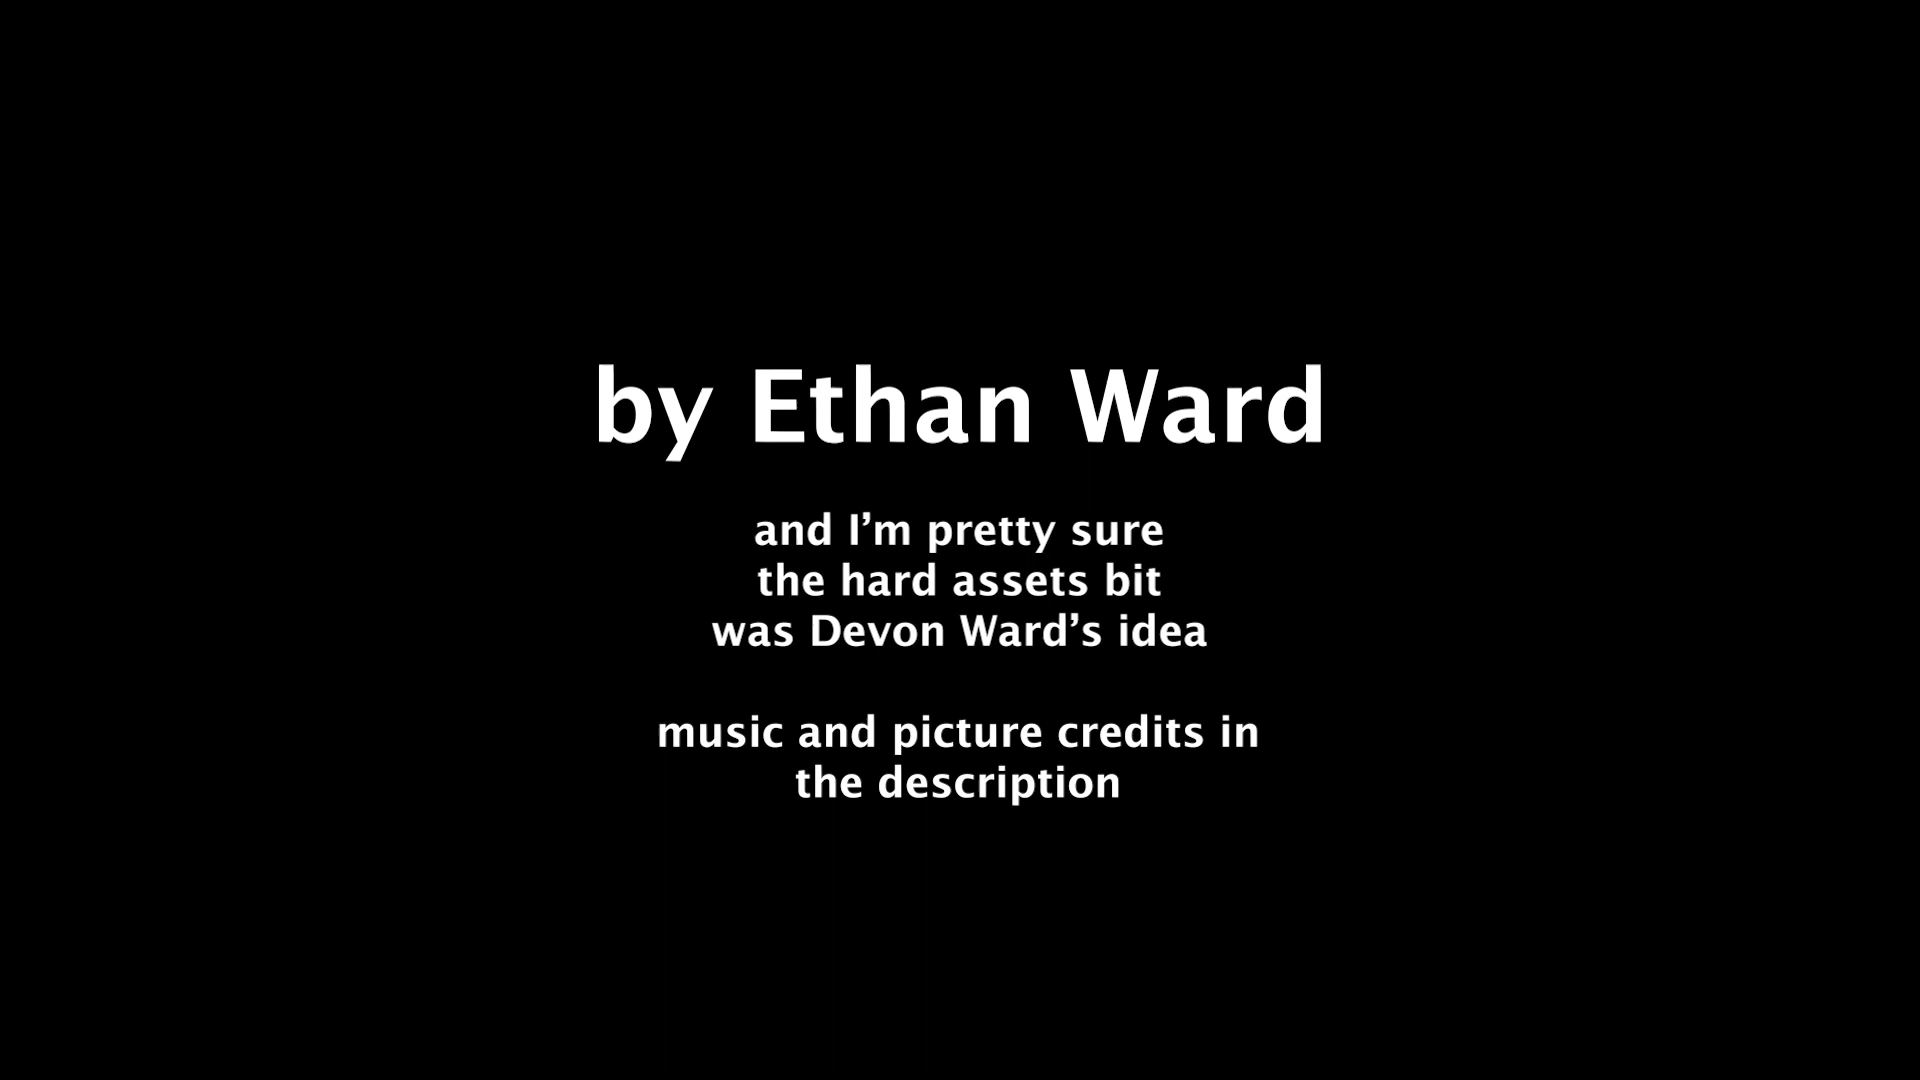 by Ethan Ward
and I’m pretty sure
the hard assets bit
was Devon Ward’s idea
music and picture credits in
the description